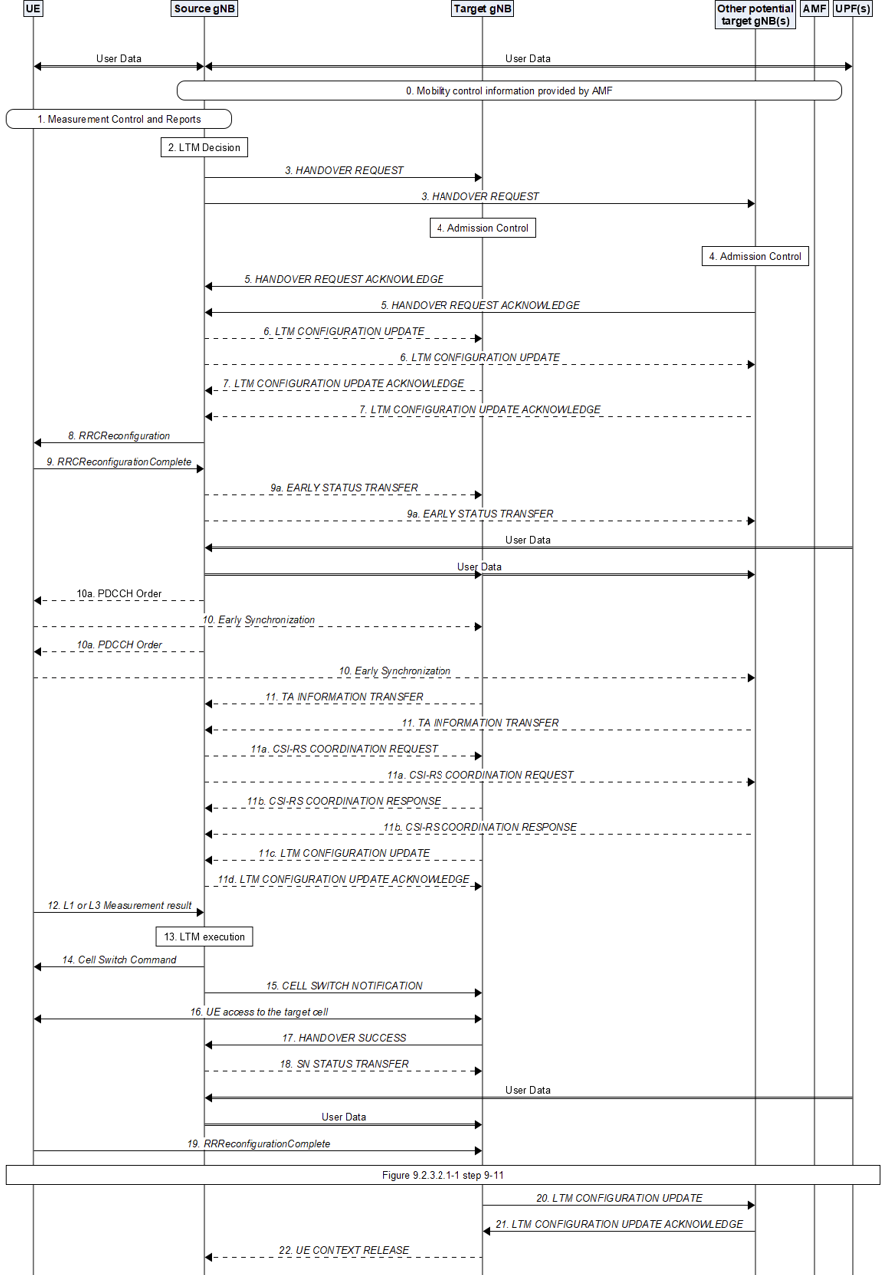 UE
Source gNB
Target gNB
Other potential
target gNB(s)
AMF
UPF(s)
User Data
User Data
0. Mobility control information provided by AMF
1. Measurement Control and Reports
2. LTM Decision
3. HANDOVER REQUEST
3. HANDOVER REQUEST
4. Admission Control
4. Admission Control
5. HANDOVER REQUEST ACKNOWLEDGE
5. HANDOVER REQUEST ACKNOWLEDGE
6. LTM CONFIGURATION UPDATE
6. LTM CONFIGURATION UPDATE
7. LTM CONFIGURATION UPDATE ACKNOWLEDGE
7. LTM CONFIGURATION UPDATE ACKNOWLEDGE
8. RRCReconfiguration
9. RRCReconfigurationComplete
9a. EARLY STATUS TRANSFER
9a. EARLY STATUS TRANSFER
User Data
User Data
10a. PDCCH Order
10. Early Synchronization
10a. PDCCH Order
10. Early Synchronization
11. TA INFORMATION TRANSFER
11. TA INFORMATION TRANSFER
11a. CSI-RS COORDINATION REQUEST
11a. CSI-RS COORDINATION REQUEST
11b. CSI-RS COORDINATION RESPONSE
11b. CSI-RS COORDINATION RESPONSE
11c. LTM CONFIGURATION UPDATE
11d. LTM CONFIGURATION UPDATE ACKNOWLEDGE
12. L1 or L3 Measurement result
13. LTM execution
14. Cell Switch Command
15. CELL SWITCH NOTIFICATION
16. UE access to the target cell
17. HANDOVER SUCCESS
18. SN STATUS TRANSFER
User Data
User Data
19. RRReconfigurationComplete
Figure 9.2.3.2.1-1 step 9-11
20. LTM CONFIGURATION UPDATE
21. LTM CONFIGURATION UPDATE ACKNOWLEDGE
22. UE CONTEXT RELEASE